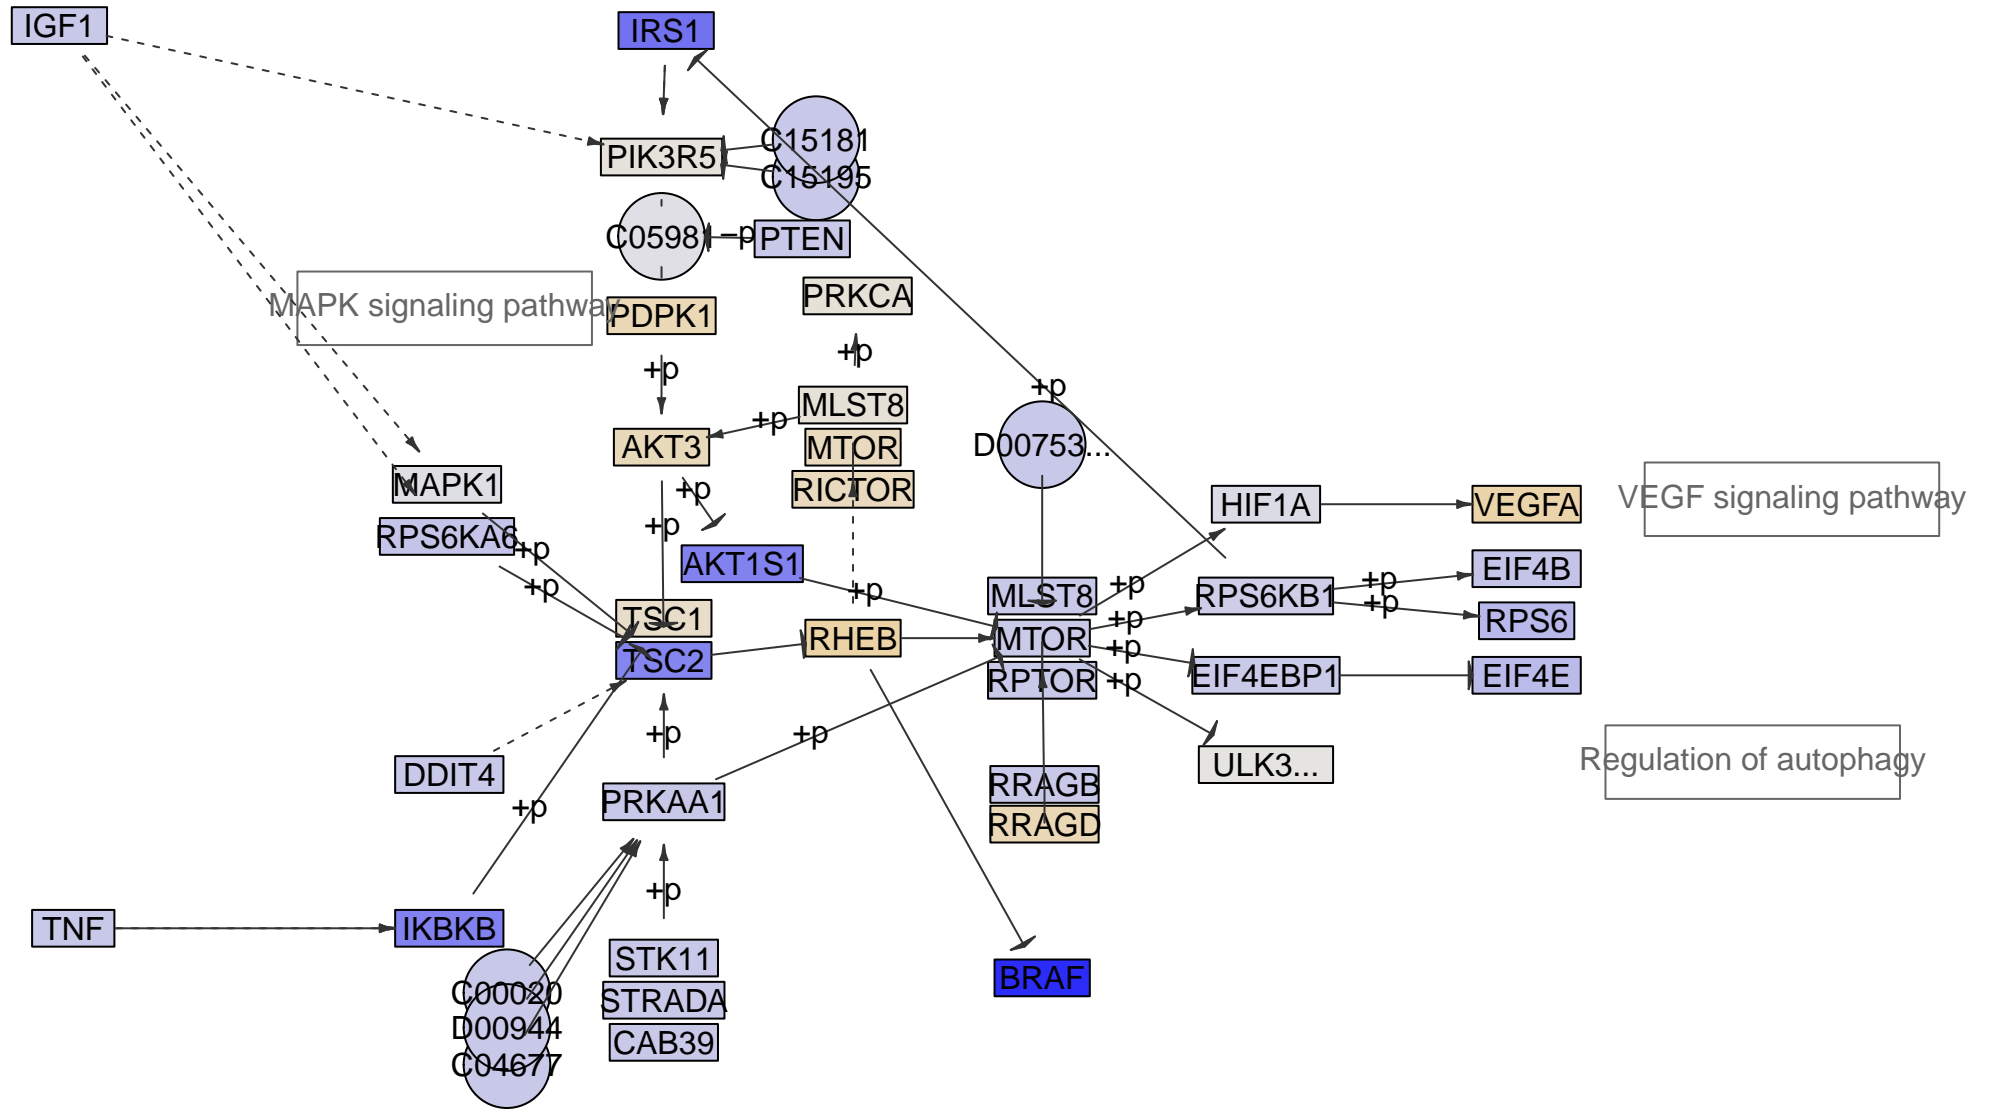 IGF1
IRS1
C15181
PIK3R5
C15195
C0598
-p
PTEN
PRKCA
MAPK signaling pathway
PDPK1
+p
+p
+p
MLST8
+p
AKT3
MTOR
D00753...
MAPK1
+p
RICTOR
HIF1A
VEGFA
VEGF signaling pathway
RPS6KA6
+p
+p
AKT1S1
EIF4B
+p
+p
+p
+p
MLST8
RPS6KB1
+p
TSC1
+p
RPS6
RHEB
MTOR
+p
TSC2
RPTOR
+p
EIF4EBP1
EIF4E
+p
+p
DDIT4
ULK3...
Regulation of autophagy
PRKAA1
RRAGB
+p
RRAGD
+p
TNF
IKBKB
STK11
BRAF
C00020
STRADA
D00944
CAB39
C04677